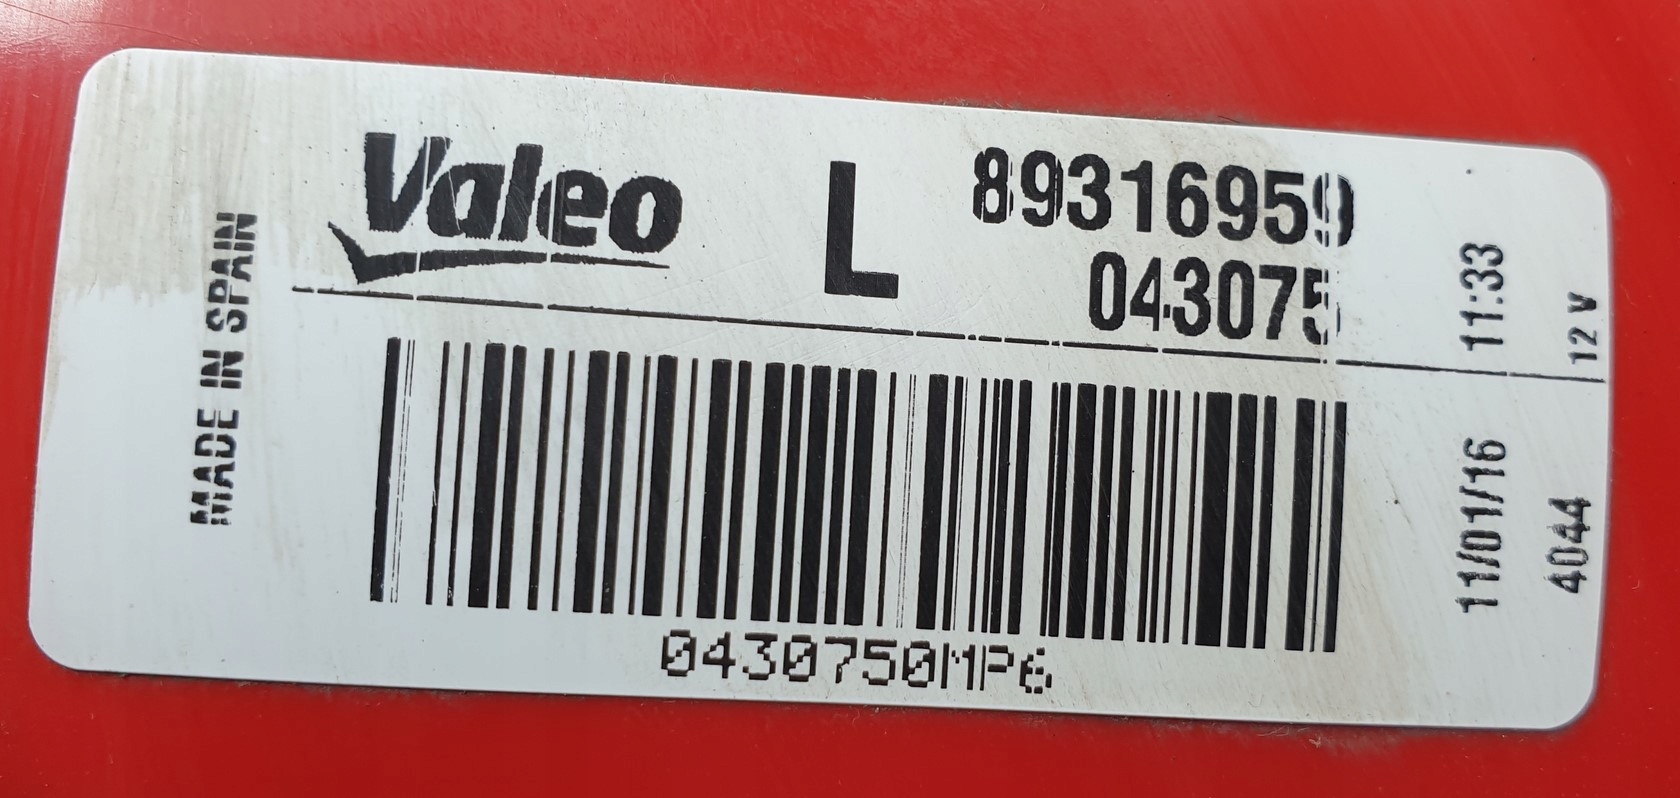 MADE IN SPAIN
Valeo
L
89316959
043075
0430750MP6
11:33
11/01/16
12 V
4044